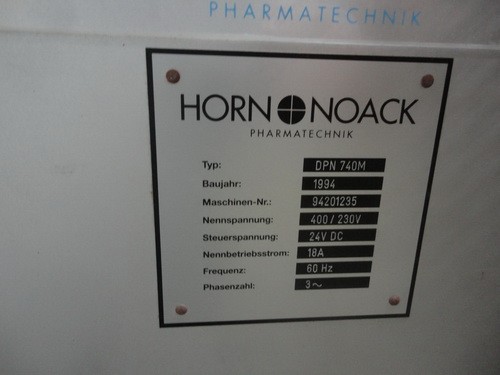 PHARMATECHNIK
HORN NOACK
PHARMATECHNIK
Typ: DPN 740M
Baujahr: 1994
Maschinen-Nr.: 94201235
Nennspannung: 400 / 230V
Steuerspannung: 24V DC
Nennbetriebsstrom: 18A
Frequenz: 60 Hz
Phasenzahl: 3~